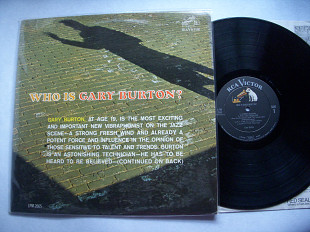 RCA VICTOR
WHO IS GARY BURTON?
GARY BURTON, AT AGE 19, IS THE MOST EXCITING
AND IMPORTANT NEW VIBRAPHONIST ON THE JAZZ
SCENE—A STRONG FRESH WIND AND ALREADY A
POTENT FORCE AND INFLUENCE IN THE OPINION OF
THOSE SENSITIVE TO TALENT AND TRENDS. BURTON
IS AN ASTONISHING TECHNICIAN—HE HAS TO BE
HEARD TO BE BELIEVED—(CONTINUED ON BACK)
RCA VICTOR